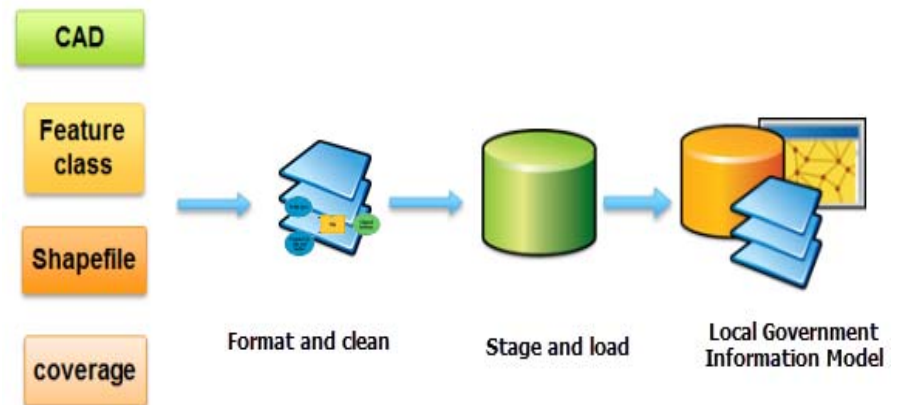 CAD
Feature
class
Shapefile
coverage
Format and clean
Stage and load
Local Government
Information Model